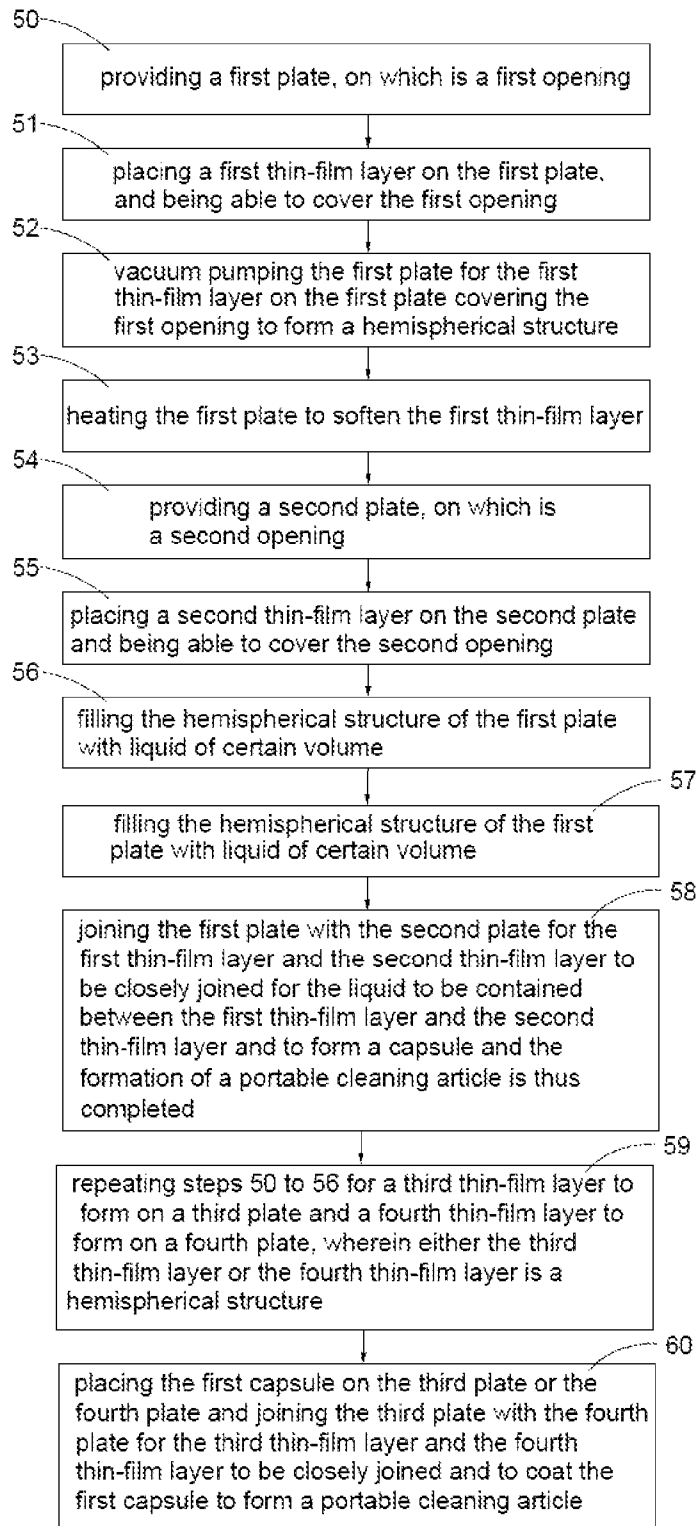 50
providing a first plate, on which is a first opening
51
placing a first thin-film layer on the first plate,
and being able to cover the first opening
52
vacuum pumping the first plate for the first
thin-film layer on the first plate covering the
first opening to form a hemispherical structure
53
heating the first plate to soften the first thin-film layer
54
providing a second plate, on which is
a second opening
55
placing a second thin-film layer on the second plate
and being able to cover the second opening
56
filling the hemispherical structure of the first plate
with liquid of certain volume
57
filling the hemispherical structure of the first
plate with liquid of certain volume
58
joining the first plate with the second plate for the
first thin-film layer and the second thin-film layer to
be closely joined for the liquid to be contained
between the first thin-film layer and the second
thin-film layer and to form a capsule and the
formation of a portable cleaning article is thus
completed
59
repeating steps 50 to 56 for a third thin-film layer to
form on a third plate and a fourth thin-film layer to
form on a fourth plate, wherein either the third
thin-film layer or the fourth thin-film layer is a
hemispherical structure
60
placing the first capsule on the third plate or the
fourth plate and joining the third plate with the fourth
plate for the third thin-film layer and the fourth
thin-film layer to be closely joined and to coat the
first capsule to form a portable cleaning article